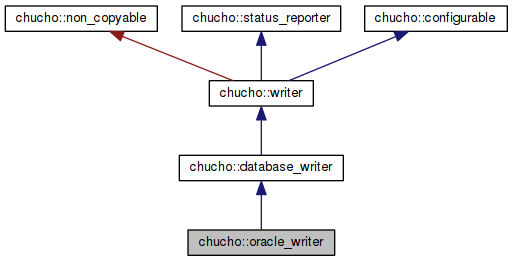 chucho::non_copyable
chucho::status_reporter
chucho::configurable
chucho::writer
chucho::database_writer
chucho::oracle_writer